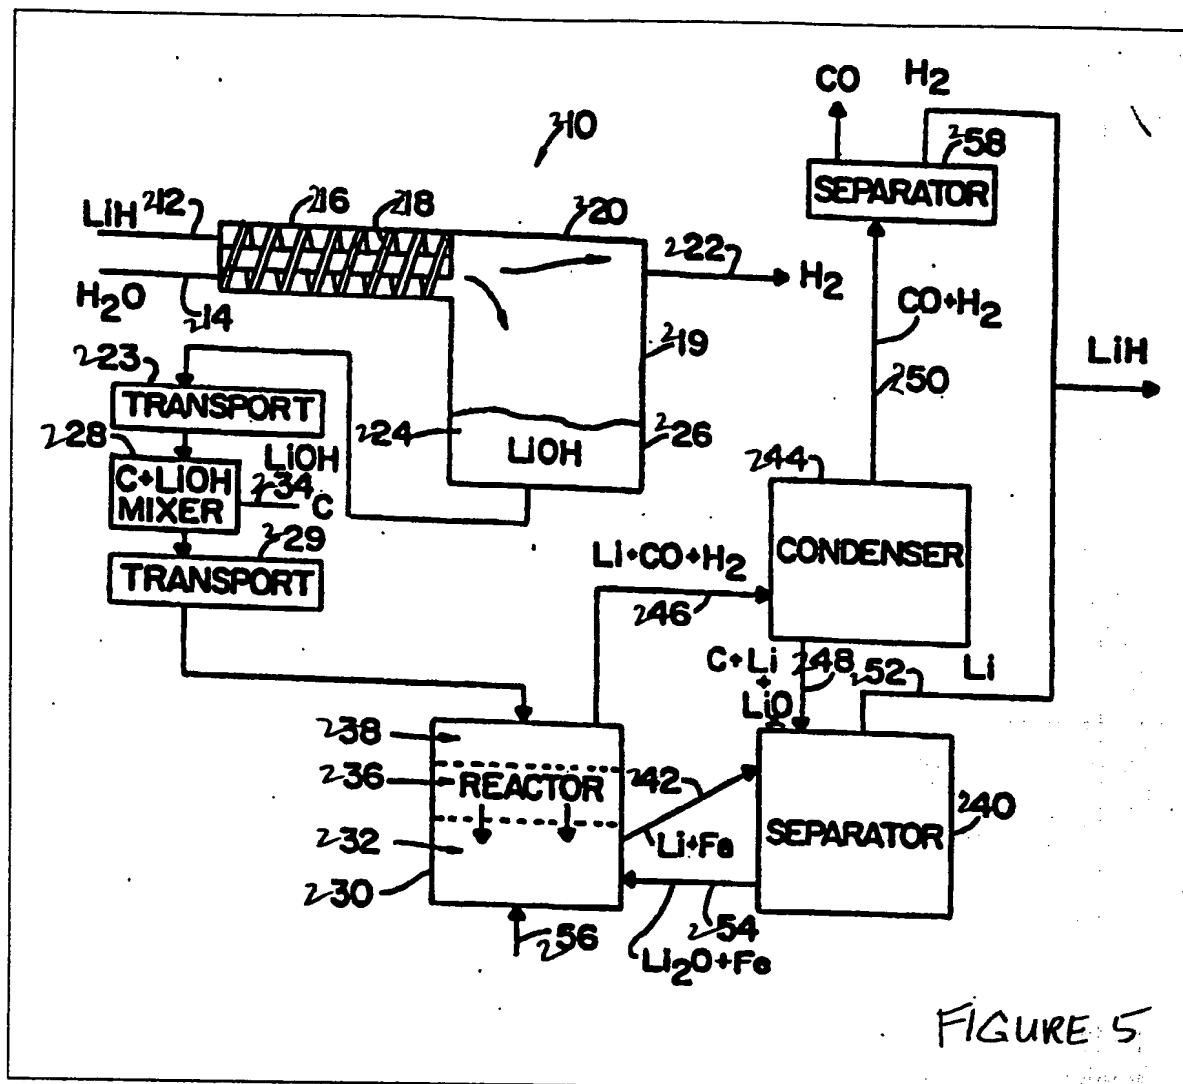 CO H2
210
258
SEPARATOR
LiH 212 216 218 220
222
H2
H2O 214
CO+H2
219
LiH
223
250
TRANSPORT
228 224 226
LiOH
LiOH
C+LiOH
MIXER
234
C
244
229
CONDENSER
TRANSPORT
Li+CO+H2
246
C+Li 248 252 Li
+
LiO
238
236 REACTOR 242
240
232 SEPARATOR
Li+Fe
230
256 254
Li2O+Fe
FIGURE 5